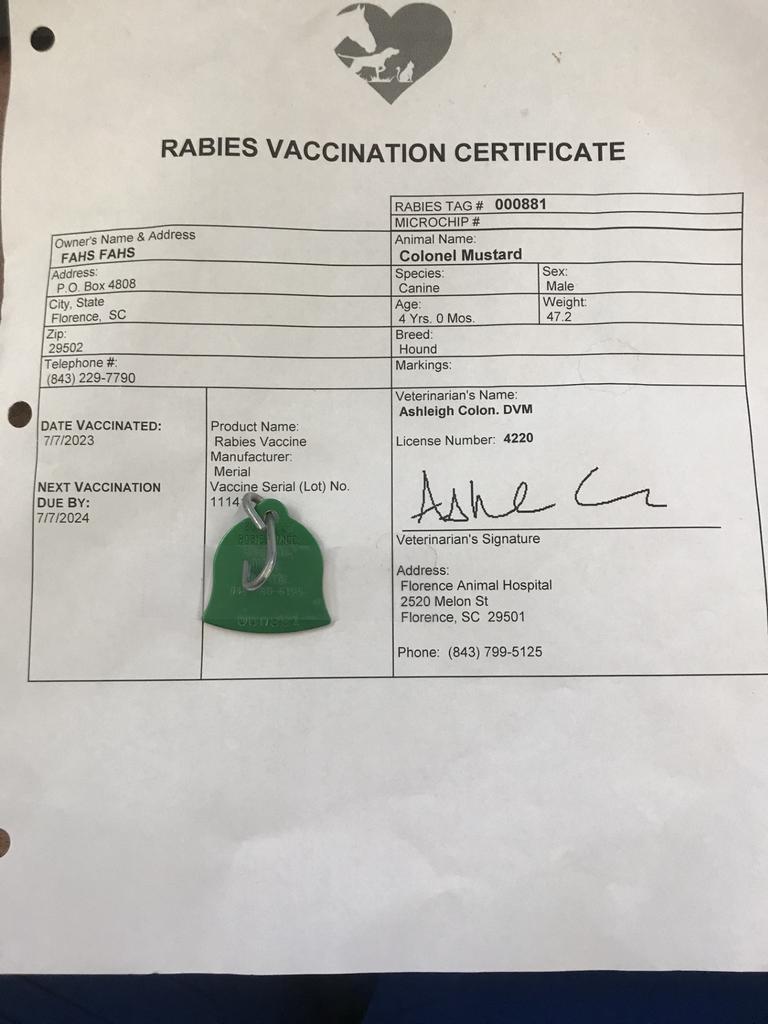 RABIES VACCINATION CERTIFICATE
RABIES TAG # 000881
MICROCHIP #
Owner's Name & Address
FAHS FAHS
Address:
P.O. Box 4808
City, State
Florence, SC
Zip:
29502
Telephone #:
(843) 229-7790
Animal Name:
Colonel Mustard
Species:
Canine
Sex:
Male
Age:
4 Yrs. 0 Mos.
Weight:
47.2
Breed:
Hound
Markings:
DATE VACCINATED:
7/7/2023
NEXT VACCINATION
DUE BY:
7/7/2024
Product Name:
Rabies Vaccine
Manufacturer:
Merial
Vaccine Serial (Lot) No.
1114
Veterinarian's Name:
Ashleigh Colon. DVM
License Number: 4220
Veterinarian's Signature
Address:
Florence Animal Hospital
2520 Melon St
Florence, SC 29501
Phone: (843) 799-5125